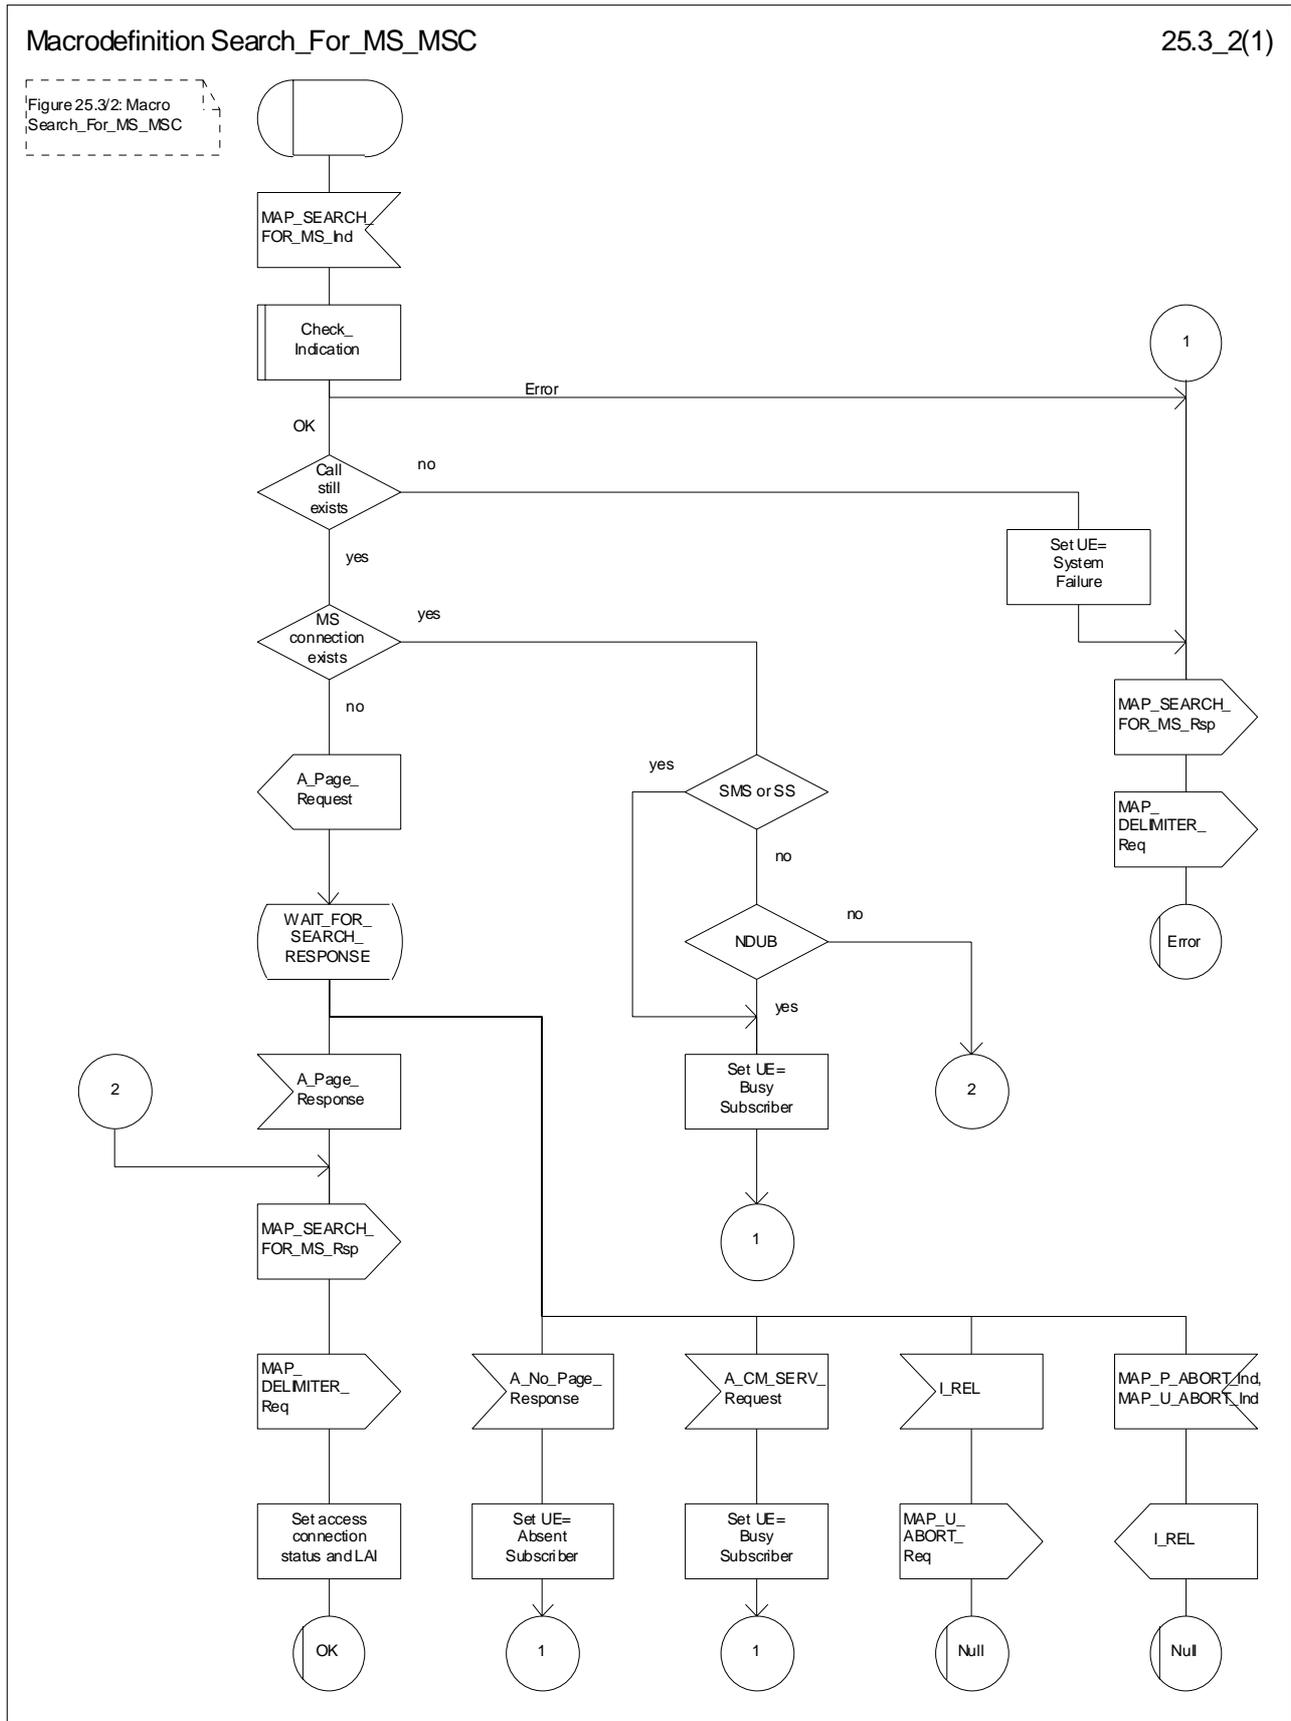 Macrodefinition Search_For_MS_MSC
25.3_2(1)
Figure 25.3/2: Macro
Search_For_MS_MSC
MAP_SEARCH_
FOR_MS_Ind
Check_
Indication
1
Error
OK
Call
still
exists
no
yes
Set UE=
System
Failure
MS
connection
exists
yes
no
MAP_SEARCH_
FOR_MS_Rsp
A_Page_
Request
yes
SMS or SS
no
MAP_
DELIMITER_
Req
WAIT_FOR_
SEARCH_
RESPONSE
NDUB
no
yes
Error
2
A_Page_
Response
Set UE=
Busy
Subscriber
2
MAP_SEARCH_
FOR_MS_Rsp
1
MAP_
DELIMITER_
Req
A_No_Page_
Response
A_CM_SERV_
Request
I_REL
MAP_P_ABORT_Ind,
MAP_U_ABORT_Ind
Set access
connection
status and LAI
Set UE=
Absent
Subscriber
Set UE=
Busy
Subscriber
MAP_U_
ABORT_
Req
I_REL
OK
1
1
Null
Null